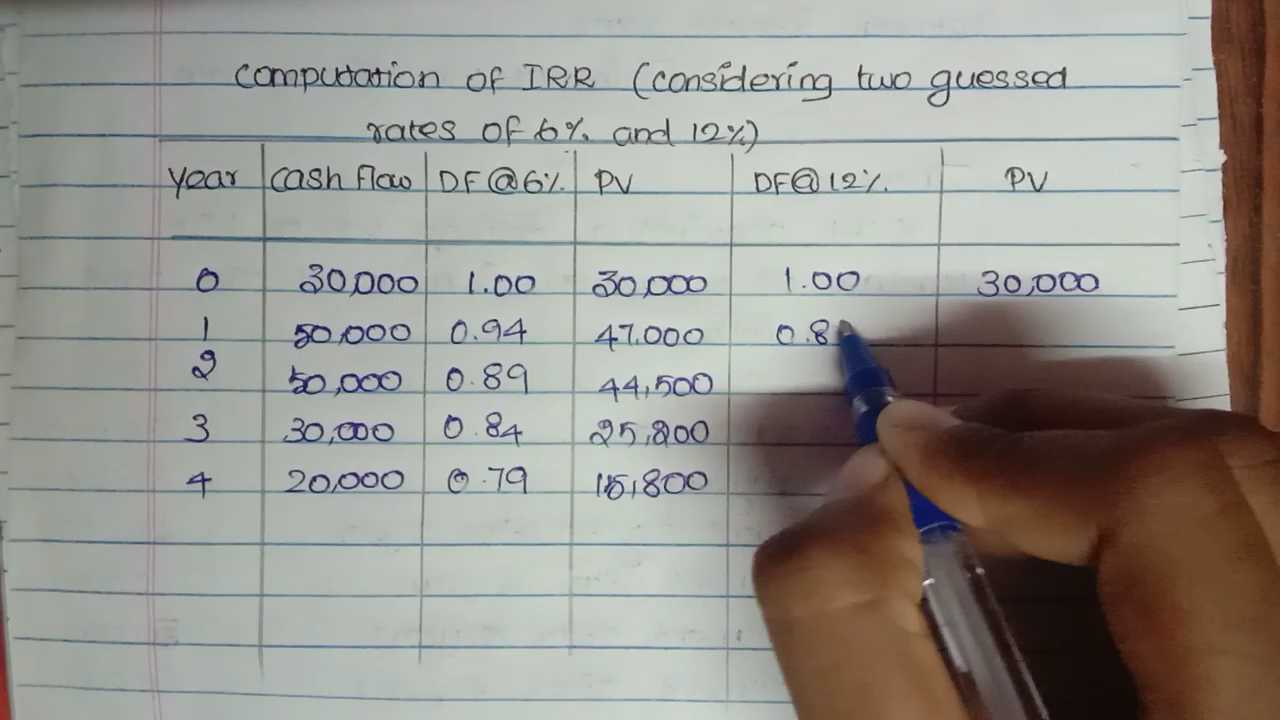 computation of IRR (considering two guessed
rates of 6% and 12%)
Year Cash flow DF@6% PV DF@12% PV
0 30,000 1.00 30,000 1.00 30,000
1 50,000 0.94 47.000 0.8
2 50,000 0.89 44,500
3 30,000 0.84 25,200
4 20,000 0.79 15,800